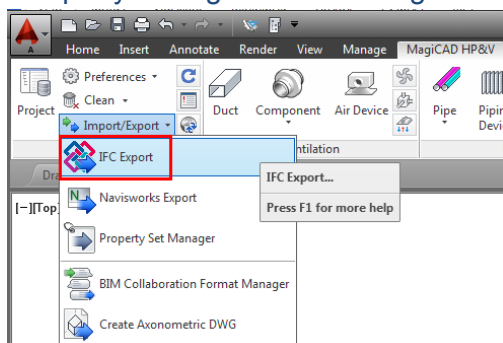 A
Home Insert Annotate Render View Manage MagiCAD HP&V
Project
Preferences
Clean
Import/Export
Duct
Component
Air Device
Pipe
IFC Export
IFC Export...
Press F1 for more help
Navisworks Export
Property Set Manager
BIM Collaboration Format Manager
Create Axonometric DWG
[−][Top]